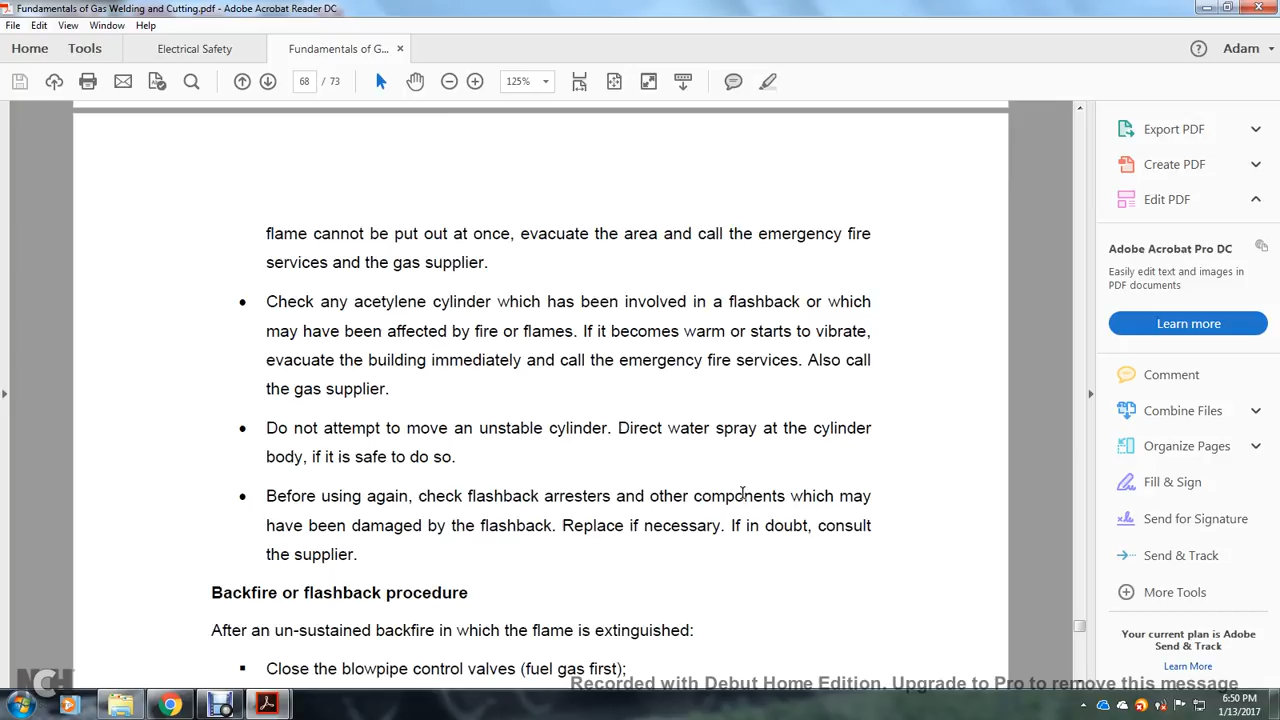 Fundamentals of Gas Welding and Cutting.pdf - Adobe Acrobat Reader DC
File Edit View Window Help
Home Tools Electrical Safety Fundamentals of G... × Adam
68 / 73 125%
flame cannot be put out at once, evacuate the area and call the emergency fire
services and the gas supplier.
• Check any acetylene cylinder which has been involved in a flashback or which
may have been affected by fire or flames. If it becomes warm or starts to vibrate,
evacuate the building immediately and call the emergency fire services. Also call
the gas supplier.
• Do not attempt to move an unstable cylinder. Direct water spray at the cylinder
body, if it is safe to do so.
• Before using again, check flashback arresters and other components which may
have been damaged by the flashback. Replace if necessary. If in doubt, consult
the supplier.
Backfire or flashback procedure
After an un-sustained backfire in which the flame is extinguished:
▪ Close the blowpipe control valves (fuel gas first);
Export PDF
Create PDF
Edit PDF
Adobe Acrobat Pro DC
Easily edit text and images in
PDF documents
Learn more
Comment
Combine Files
Organize Pages
Fill & Sign
Send for Signature
Send & Track
More Tools
Your current plan is Adobe
Send & Track
Learn More
NCH
Recorded with Debut Home Edition. Upgrade to Pro to remove this message
6:50 PM
1/13/2017